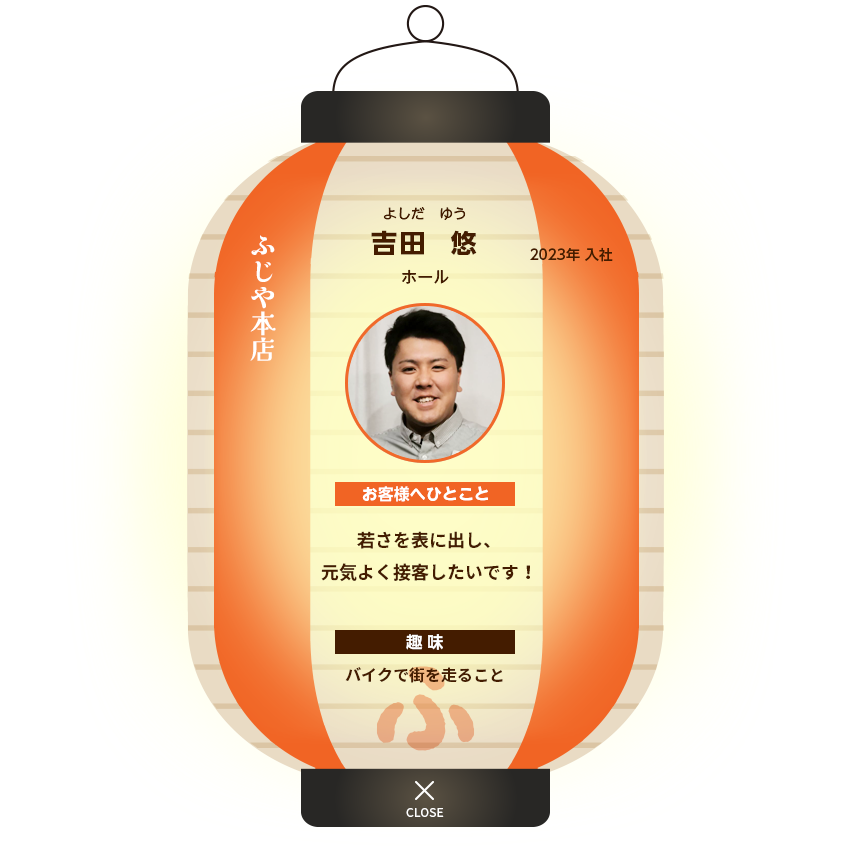 よしだ　ゆう
吉田　悠
ホール
2023年 入社
ふじや本店
お客様へひとこと
若さを表に出し、
元気よく接客したいです！
趣味
バイクで街を走ること
ふ
CLOSE